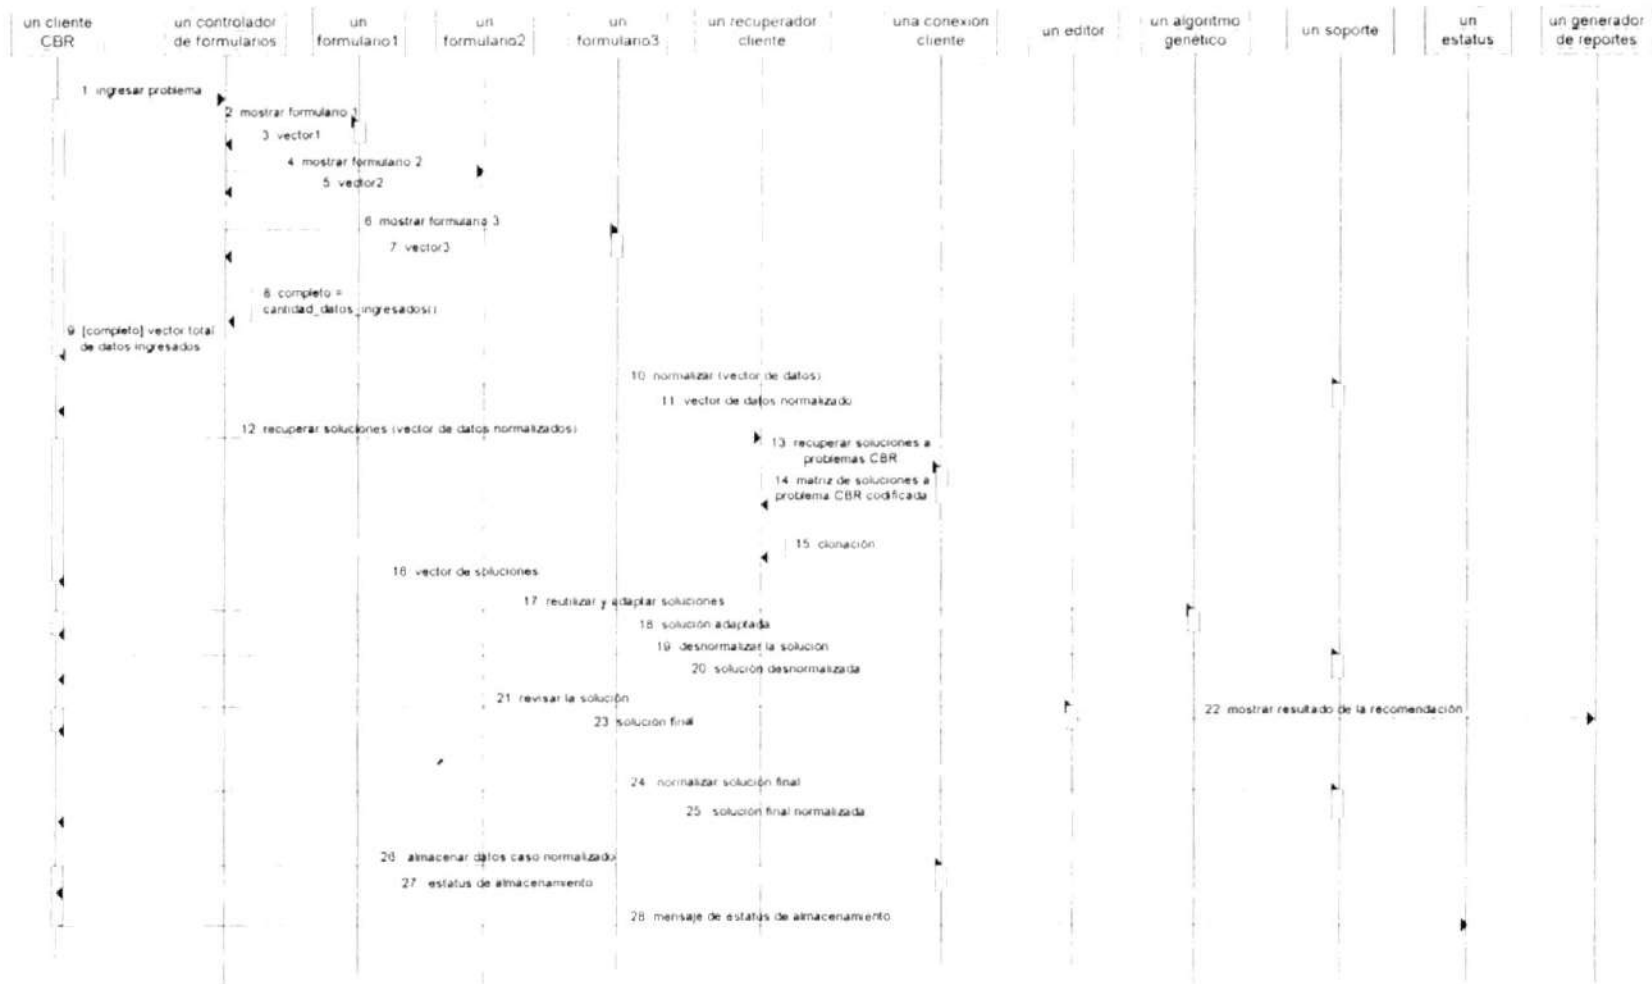 un cliente
CBR
un controlador
de formularios
un
formulario1
un
formulario2
un
formulario3
un recuperador
cliente
una conexion
cliente
un editor
un algoritmo
genético
un soporte
un
estatus
un generador
de reportes
1 ingresar problema
2 mostrar formulario 1
3 vector1
4 mostrar formulario 2
5 vector2
6 mostrar formulario 3
7 vector3
8 completo =
cantidad_datos_ingresados()
9 [completo] vector total
de datos ingresados
10 normalizar (vector de datos)
11 vector de datos normalizado
12 recuperar soluciones (vector de datos normalizados)
13 recuperar soluciones a
problemas CBR
14 matriz de soluciones a
problema CBR codificada
15 clonación
16 vector de soluciones
17 reutilizar y adaptar soluciones
18 solución adaptada
19 desnormalizar la solución
20 solución desnormalizada
21 revisar la solución
22 mostrar resultado de la recomendación
23 solución final
24 normalizar solución final
25 solución final normalizada
26 almacenar datos caso normalizado
27 estatus de almacenamiento
28 mensaje de estatus de almacenamiento